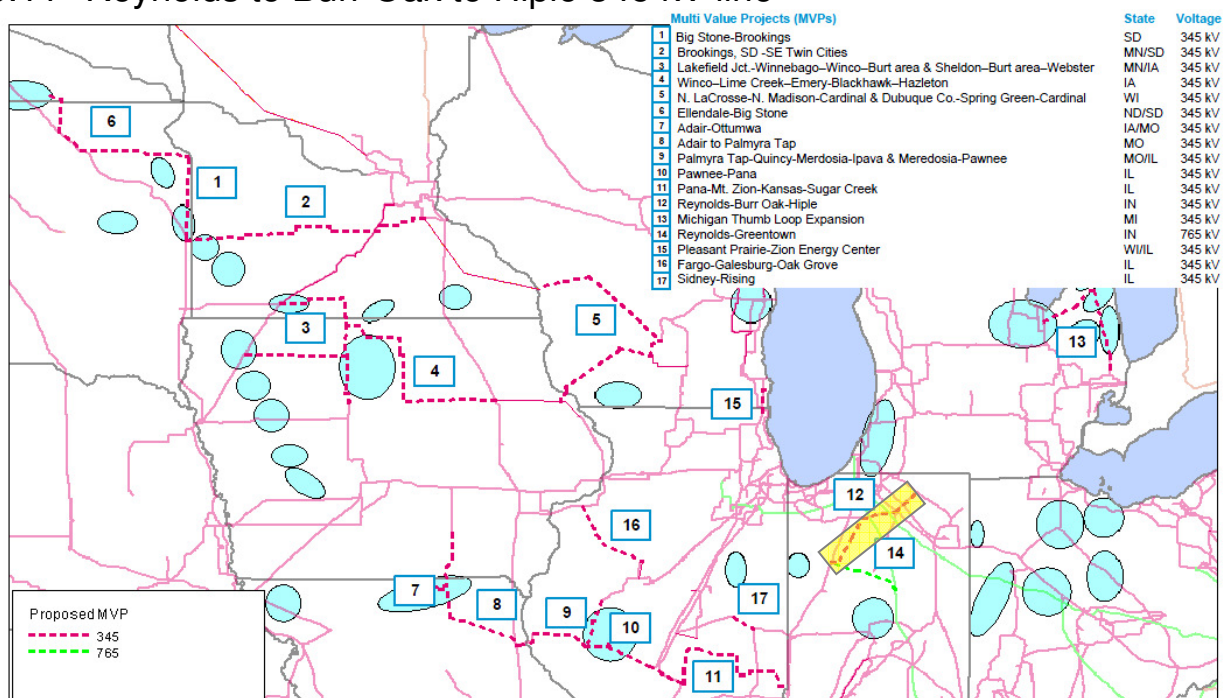 Reynolds to Burr Oak to Hiple 345 kV line
Multi Value Projects (MVPs) State Voltage
1 Big Stone-Brookings SD 345 kV
2 Brookings, SD -SE Twin Cities MN/SD 345 kV
3 Lakefield Jct.-Winnebago–Winco–Burt area & Sheldon–Burt area–Webster MN/IA 345 kV
4 Winco–Lime Creek–Emery-Blackhawk–Hazleton IA 345 kV
5 N. LaCrosse-N. Madison-Cardinal & Dubuque Co.-Spring Green-Cardinal WI 345 kV
6 Ellendale-Big Stone ND/SD 345 kV
7 Adair-Ottumwa IA/MO 345 kV
8 Adair to Palmyra Tap MO 345 kV
9 Palmyra Tap-Quincy-Merdosia-Ipava & Meredosia-Pawnee MO/IL 345 kV
10 Pawnee-Pana IL 345 kV
11 Pana-Mt. Zion-Kansas-Sugar Creek IL 345 kV
12 Reynolds-Burr Oak-Hiple IN 345 kV
13 Michigan Thumb Loop Expansion MI 345 kV
14 Reynolds-Greentown IN 765 kV
15 Pleasant Prairie-Zion Energy Center WI/IL 345 kV
16 Fargo-Galesburg-Oak Grove IL 345 kV
17 Sidney-Rising IL 345 kV
6
1
2
3
5
13
4
15
12
16
14
7
8
9
10
17
11
Proposed MVP
345
765